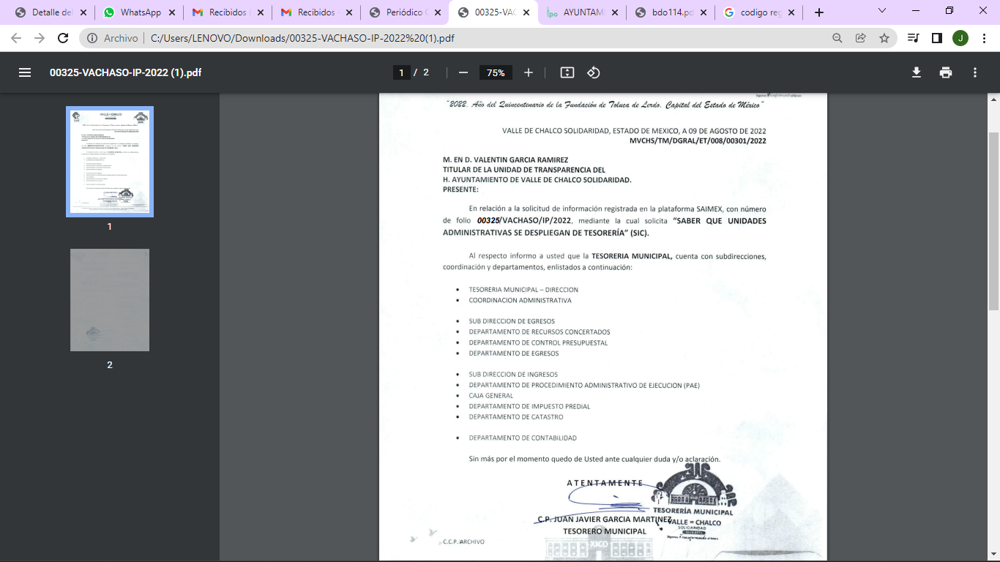 Detalle del
WhatsApp
Recibidos
Recibidos
Periódico
00325-VAC
AYUNTAM
bdo114.pd
codigo reg
Archivo
C:/Users/LENOVO/Downloads/00325-VACHASO-IP-2022%20(1).pdf
J
00325-VACHASO-IP-2022 (1).pdf
1 / 2
75%
VALLE DE CHALCO
1
2
"2022. Año del Quincentenario de la Fundación de Toluca de Lerdo. Capital del Estado de México"
VALLE DE CHALCO SOLIDARIDAD, ESTADO DE MEXICO, A 09 DE AGOSTO DE 2022
MVCHS/TM/DGRAL/ET/008/00301/2022
M. EN D. VALENTIN GARCIA RAMIREZ
TITULAR DE LA UNIDAD DE TRANSPARENCIA DEL
H. AYUNTAMIENTO DE VALLE DE CHALCO SOLIDARIDAD.
PRESENTE:
En relación a la solicitud de información registrada en la plataforma SAIMEX, con número
de folio 00325/VACHASO/IP/2022, mediante la cual solicita “SABER QUE UNIDADES
ADMINISTRATIVAS SE DESPLIEGAN DE TESORERÍA” (SIC).
Al respecto informo a usted que la TESORERIA MUNICIPAL, cuenta con subdirecciones,
coordinación y departamentos, enlistados a continuación:
• TESORERIA MUNICIPAL – DIRECCION
• COORDINACION ADMINISTRATIVA
• SUB DIRECCION DE EGRESOS
• DEPARTAMENTO DE RECURSOS CONCERTADOS
• DEPARTAMENTO DE CONTROL PRESUPUESTAL
• DEPARTAMENTO DE EGRESOS
• SUB DIRECCION DE INGRESOS
• DEPARTAMENTO DE PROCEDIMIENTO ADMINISTRATIVO DE EJECUCION (PAE)
• CAJA GENERAL
• DEPARTAMENTO DE IMPUESTO PREDIAL
• DEPARTAMENTO DE CATASTRO
• DEPARTAMENTO DE CONTABILIDAD
Sin más por el momento quedo de Usted ante cualquier duda y/o aclaración.
A T E N T A M E N T E
C.P. JUAN JAVIER GARCIA MARTINEZ
TESORERO MUNICIPAL
XICO
TESORERÍA MUNICIPAL
VALLE DE CHALCO
SOLIDARIDAD
C.C.P. ARCHIVO
XICO